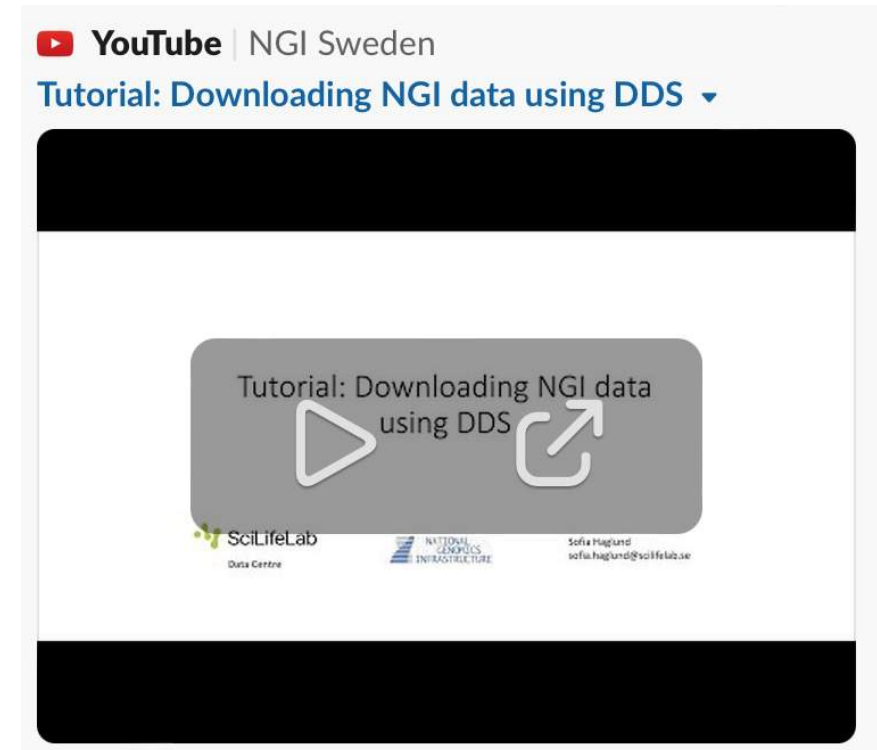 YouTube | NGI Sweden
Tutorial: Downloading NGI data using DDS
Tutorial: Downloading NGI data
using DDS
SciLifeLab
Data Centre
NATIONAL
GENOMICS
INFRASTRUCTURE
Sofia Haglund
sofia.haglund@scilifelab.se